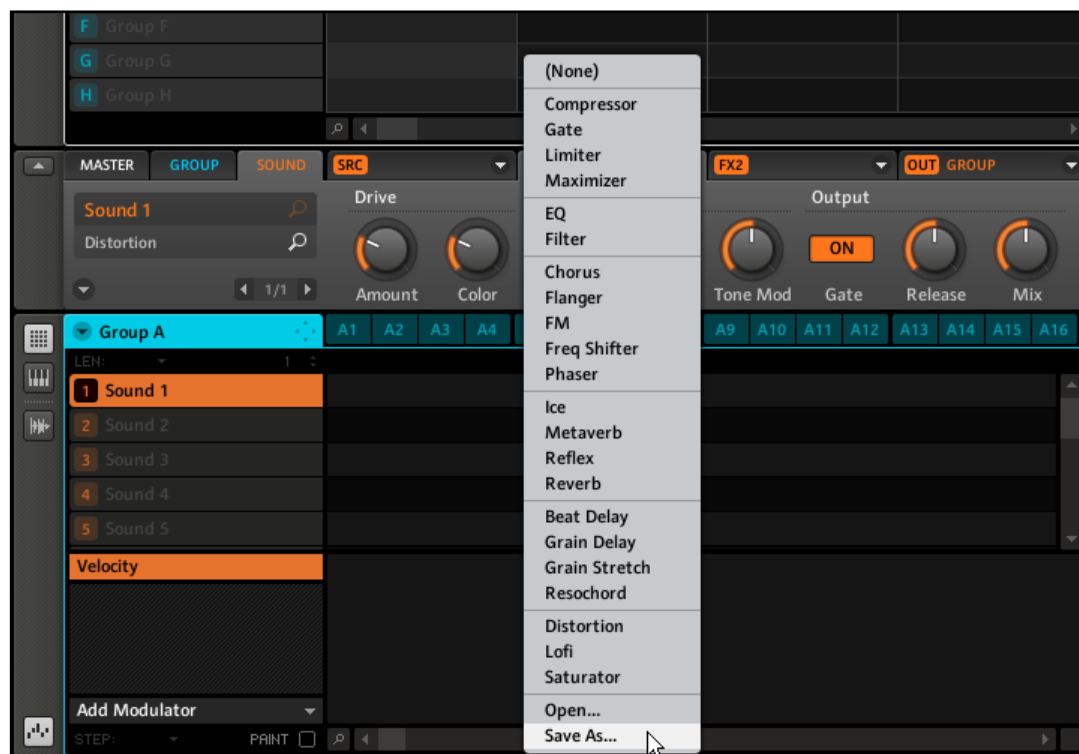 F Group F
G Group G
H Group H
MASTER GROUP SOUND SRC FX2 OUT GROUP
Sound 1
Distortion
1/1
Drive
Amount Color
Output
ON
Tone Mod Gate Release Mix
Group A
A1 A2 A3 A4 A9 A10 A11 A12 A13 A14 A15 A16
LEN: 1
1 Sound 1
2 Sound 2
3 Sound 3
4 Sound 4
5 Sound 5
Velocity
Add Modulator
STEP: PAINT
(None)
Compressor
Gate
Limiter
Maximizer
EQ
Filter
Chorus
Flanger
FM
Freq Shifter
Phaser
Ice
Metaverb
Reflex
Reverb
Beat Delay
Grain Delay
Grain Stretch
Resochord
Distortion
Lofi
Saturator
Open...
Save As...